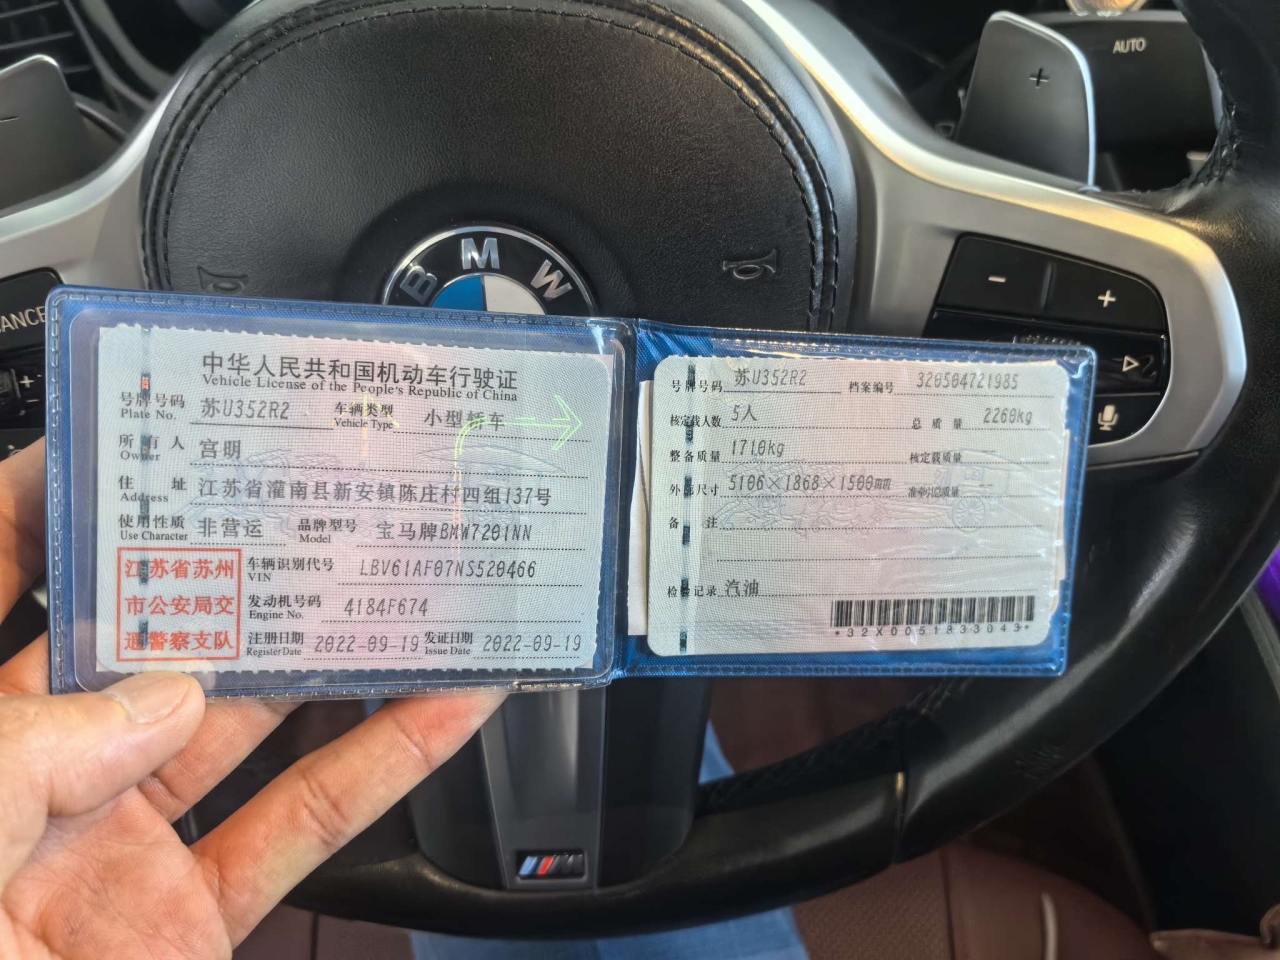 AUTO
B M W
中华人民共和国机动车行驶证
Vehicle License of the People's Republic of China
号牌号码 Plate No. 苏U352R2 车辆类型 Vehicle Type 小型轿车
所有人 Owner 宫明
住址 Address 江苏省灌南县新安镇陈庄村四组137号
使用性质 Use Character 非营运 品牌型号 Model 宝马牌BMW7201NN
江苏省苏州
市公安局交
通警察支队
车辆识别代号 VIN LBV61AF07NS520466
发动机号码 Engine No. 4184F674
注册日期 Register Date 2022-09-19 发证日期 Issue Date 2022-09-19
号牌号码 苏U352R2 档案编号 320504721985
核定载人数 5人 总质量 2260kg
整备质量 1710kg 核定载质量 --
外廓尺寸 5106×1868×1500mm 准牵引总质量 --
备注
检验记录 汽油
*32X0051833043*
M